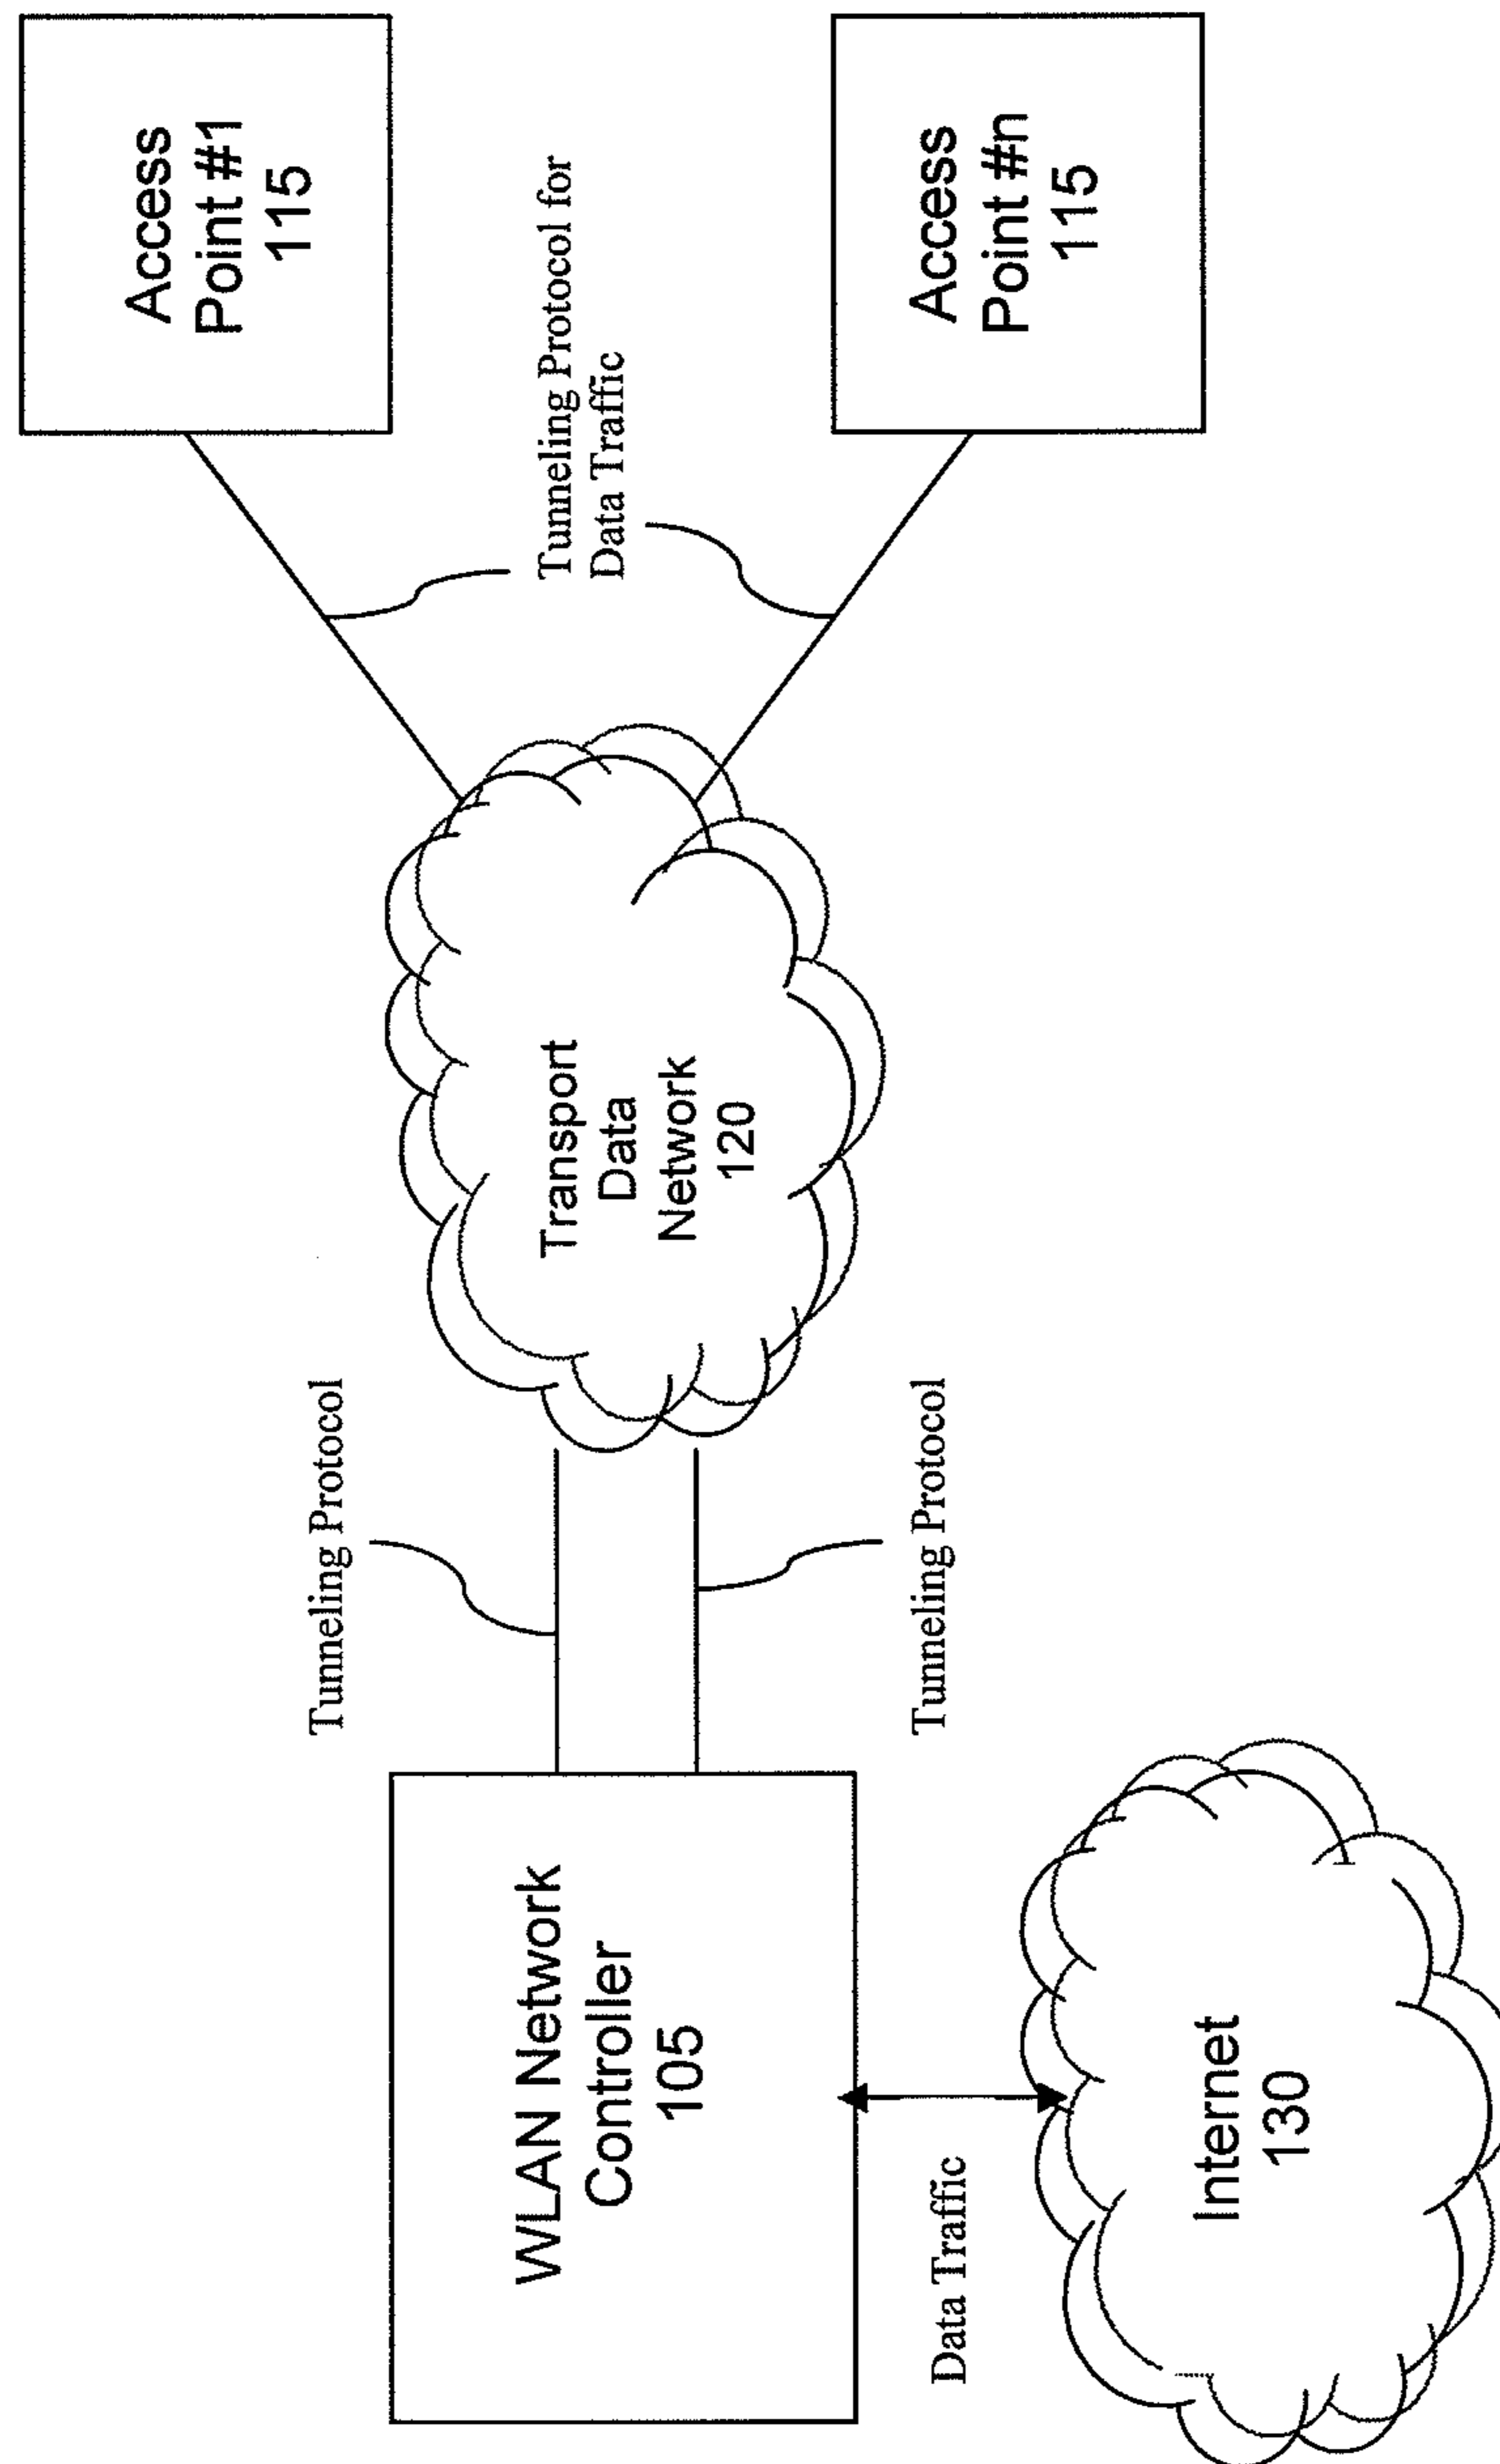 Access
Point #1
115
Tunneling Protocol for
Data Traffic
Access
Point #n
115
Transport
Data
Network
120
Tunneling Protocol
Tunneling Protocol
WLAN Network
Controller
105
Data Traffic
Internet
130